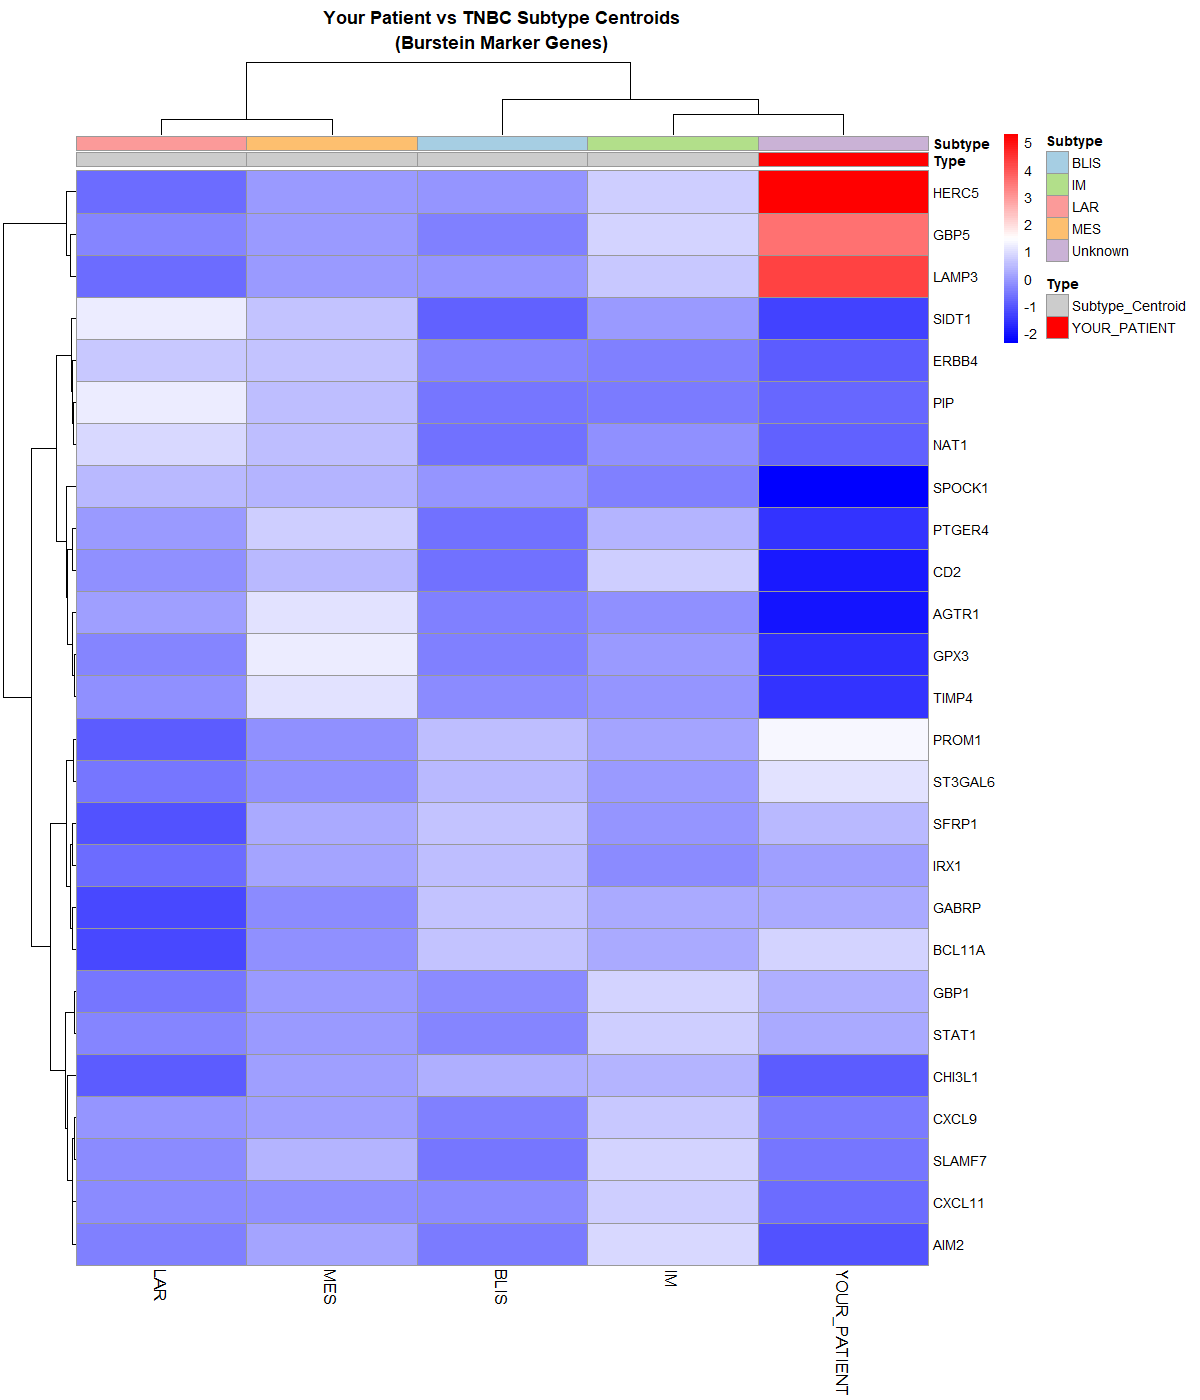 Your Patient vs TNBC Subtype Centroids
(Burstein Marker Genes)
Subtype
Type
HERC5
GBP5
LAMP3
SIDT1
ERBB4
PIP
NAT1
SPOCK1
PTGER4
CD2
AGTR1
GPX3
TIMP4
PROM1
ST3GAL6
SFRP1
IRX1
GABRP
BCL11A
GBP1
STAT1
CHI3L1
CXCL9
SLAMF7
CXCL11
AIM2
LAR
MES
BLIS
IM
YOUR_PATIENT
5
4
3
2
1
0
-1
-2
Subtype
BLIS
IM
LAR
MES
Unknown
Type
Subtype_Centroid
YOUR_PATIENT